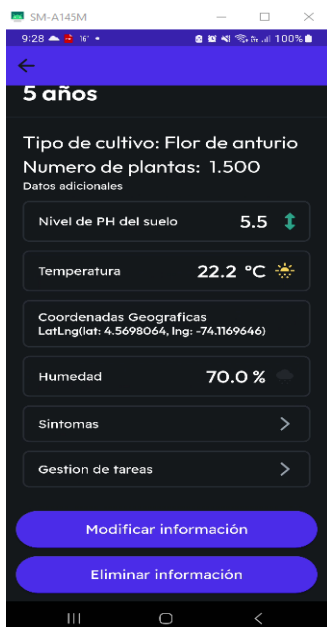 SM-A145M
9:28 16° 100%
5 años
Tipo de cultivo: Flor de anturio
Numero de plantas: 1.500
Datos adicionales
Nivel de PH del suelo 5.5
Temperatura 22.2 °C
Coordenadas Geograficas
LatLng(lat: 4.5698064, lng: -74.1169646)
Humedad 70.0 %
Sintomas
Gestion de tareas
Modificar información
Eliminar información